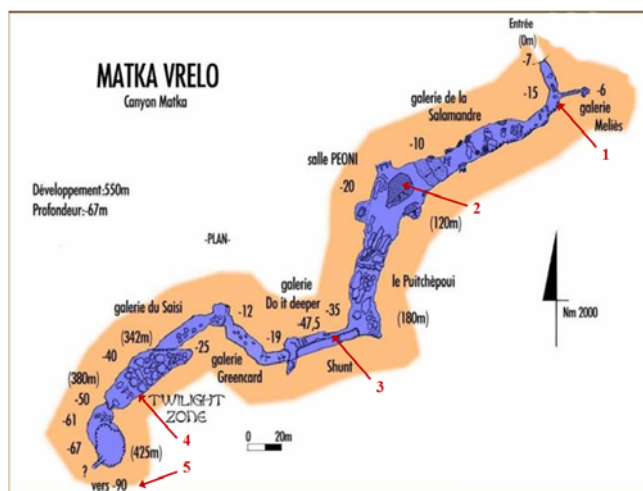 MATKA VRELO
Canyon Matka
Entrée
(0m)
-7
-15
-6
galerie
Meliès
1
galerie de la
Salamandre
-10
salle PEONI
-20
2
(120m)
Développement:550m
Profondeur:-67m
-PLAN-
le Puitchèpoui
(180m)
Nm 2000
galerie
Do it deeper
-35
-47,5
galerie du Saisi
-12
-19
Shunt
3
(342m)
-25
galerie
Greencard
-40
(380m)
-50
TWILIGHT
ZONE
4
-61
-67
(425m)
0 20m
?
vers -90
5